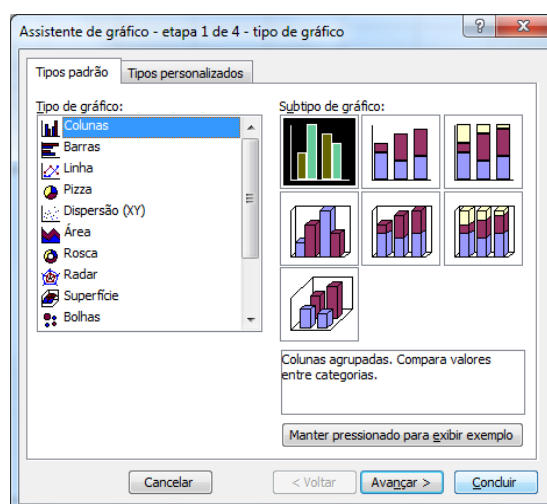 Assistente de gráfico - etapa 1 de 4 - tipo de gráfico
Tipos padrão
Tipos personalizados
Tipo de gráfico:
Colunas
Barras
Linha
Pizza
Dispersão (XY)
Área
Rosca
Radar
Superfície
Bolhas
Subtipo de gráfico:
Colunas agrupadas. Compara valores
entre categorias.
Manter pressionado para exibir exemplo
Cancelar
< Voltar
Avançar >
Concluir